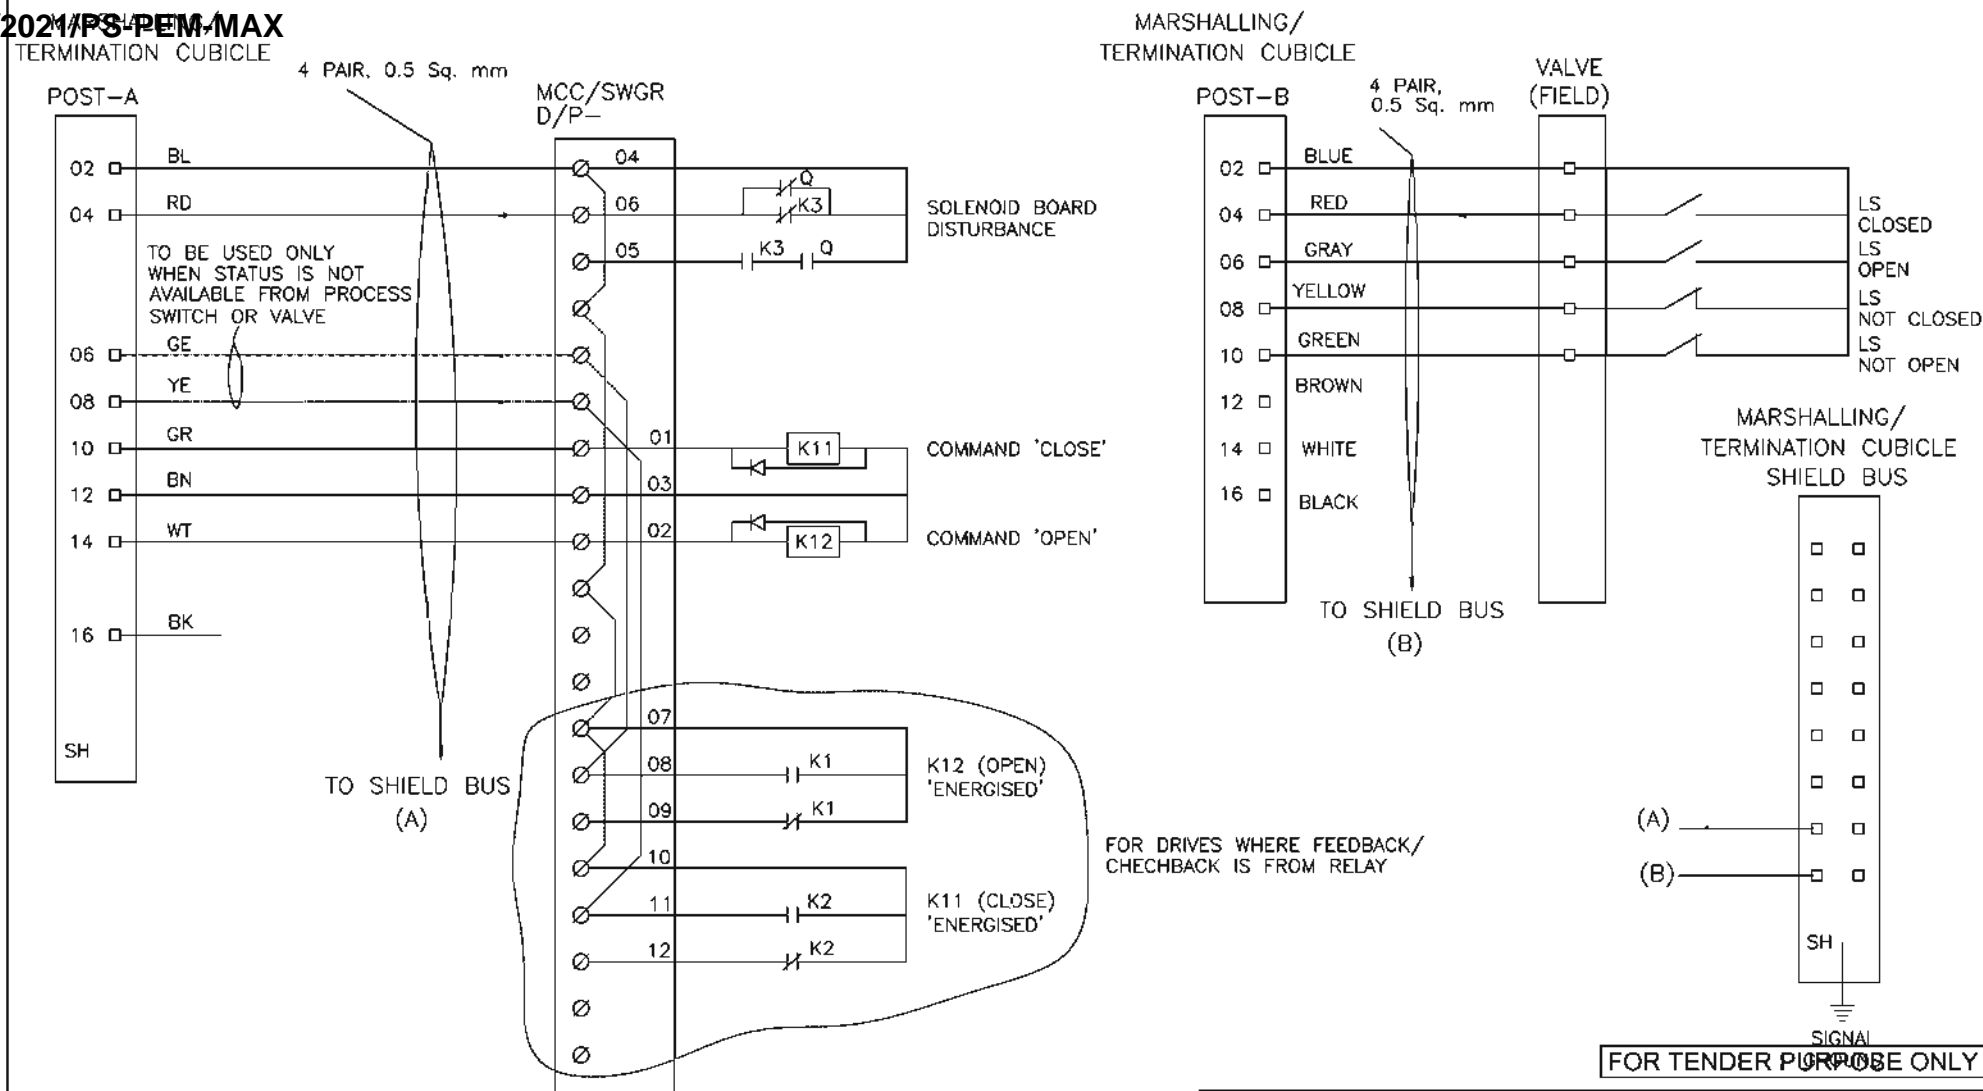 2021/PS-PEM-MAX
MARSHALLING/
TERMINATION CUBICLE
POST-A
4 PAIR, 0.5 Sq. mm
MCC/SWGR
D/P-
02 BL 04
04 RD 06
05
Q
K3
K3 Q
SOLENOID BOARD
DISTURBANCE
TO BE USED ONLY
WHEN STATUS IS NOT
AVAILABLE FROM PROCESS
SWITCH OR VALVE
06 GE
08 YE
10 GR 01 K11 COMMAND 'CLOSE'
12 BN 03
14 WT 02 K12 COMMAND 'OPEN'
16 BK
SH
TO SHIELD BUS
(A)
07
08 K1
09 K1
K12 (OPEN)
'ENERGISED'
10
11 K2
12 K2
K11 (CLOSE)
'ENERGISED'
FOR DRIVES WHERE FEEDBACK/
CHECHBACK IS FROM RELAY
MARSHALLING/
TERMINATION CUBICLE
POST-B
4 PAIR,
0.5 Sq. mm
VALVE
(FIELD)
02 BLUE
04 RED
06 GRAY
08 YELLOW
10 GREEN
12 BROWN
14 WHITE
16 BLACK
LS
CLOSED
LS
OPEN
LS
NOT CLOSED
LS
NOT OPEN
TO SHIELD BUS
(B)
MARSHALLING/
TERMINATION CUBICLE
SHIELD BUS
(A)
(B)
SH
SIGNAL
FOR TENDER PURPOSE ONLY